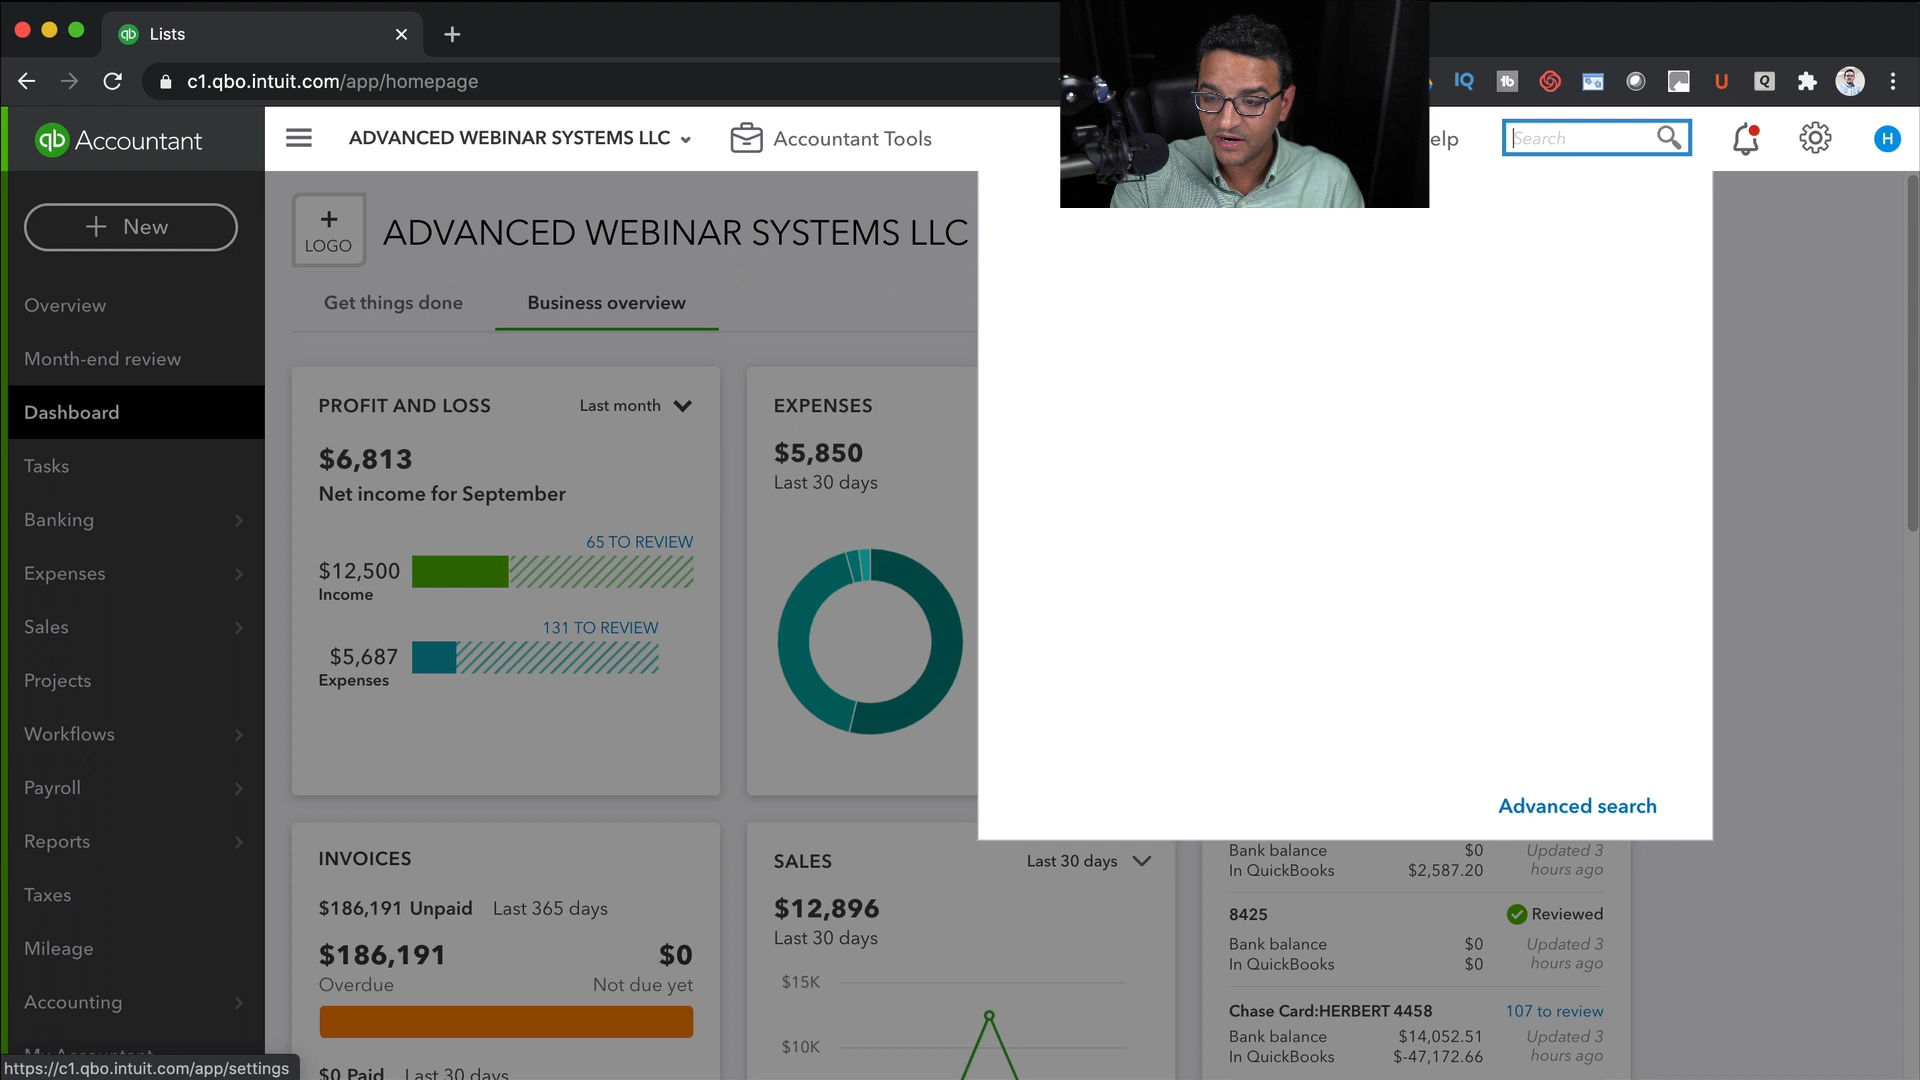 Lists
c1.qbo.intuit.com/app/homepage
IQ
tb
U
Q
qb Accountant
ADVANCED WEBINAR SYSTEMS LLC
Accountant Tools
elp
Search
H
+ New
Overview
Month-end review
Dashboard
Tasks
Banking
Expenses
Sales
Projects
Workflows
Payroll
Reports
Taxes
Mileage
Accounting
My Accountant
https://c1.qbo.intuit.com/app/settings
+
LOGO
ADVANCED WEBINAR SYSTEMS LLC
Get things done
Business overview
PROFIT AND LOSS
Last month
$6,813
Net income for September
65 TO REVIEW
$12,500
Income
131 TO REVIEW
$5,687
Expenses
EXPENSES
$5,850
Last 30 days
Advanced search
INVOICES
$186,191 Unpaid Last 365 days
$186,191 $0
Overdue Not due yet
$0 Paid Last 30 days
SALES
Last 30 days
$12,896
Last 30 days
$15K
$10K
Bank balance $0 Updated 3
In QuickBooks $2,587.20 hours ago
8425 Reviewed
Bank balance $0 Updated 3
In QuickBooks $0 hours ago
Chase Card:HERBERT 4458 107 to review
Bank balance $14,052.51 Updated 3
In QuickBooks $-47,172.66 hours ago